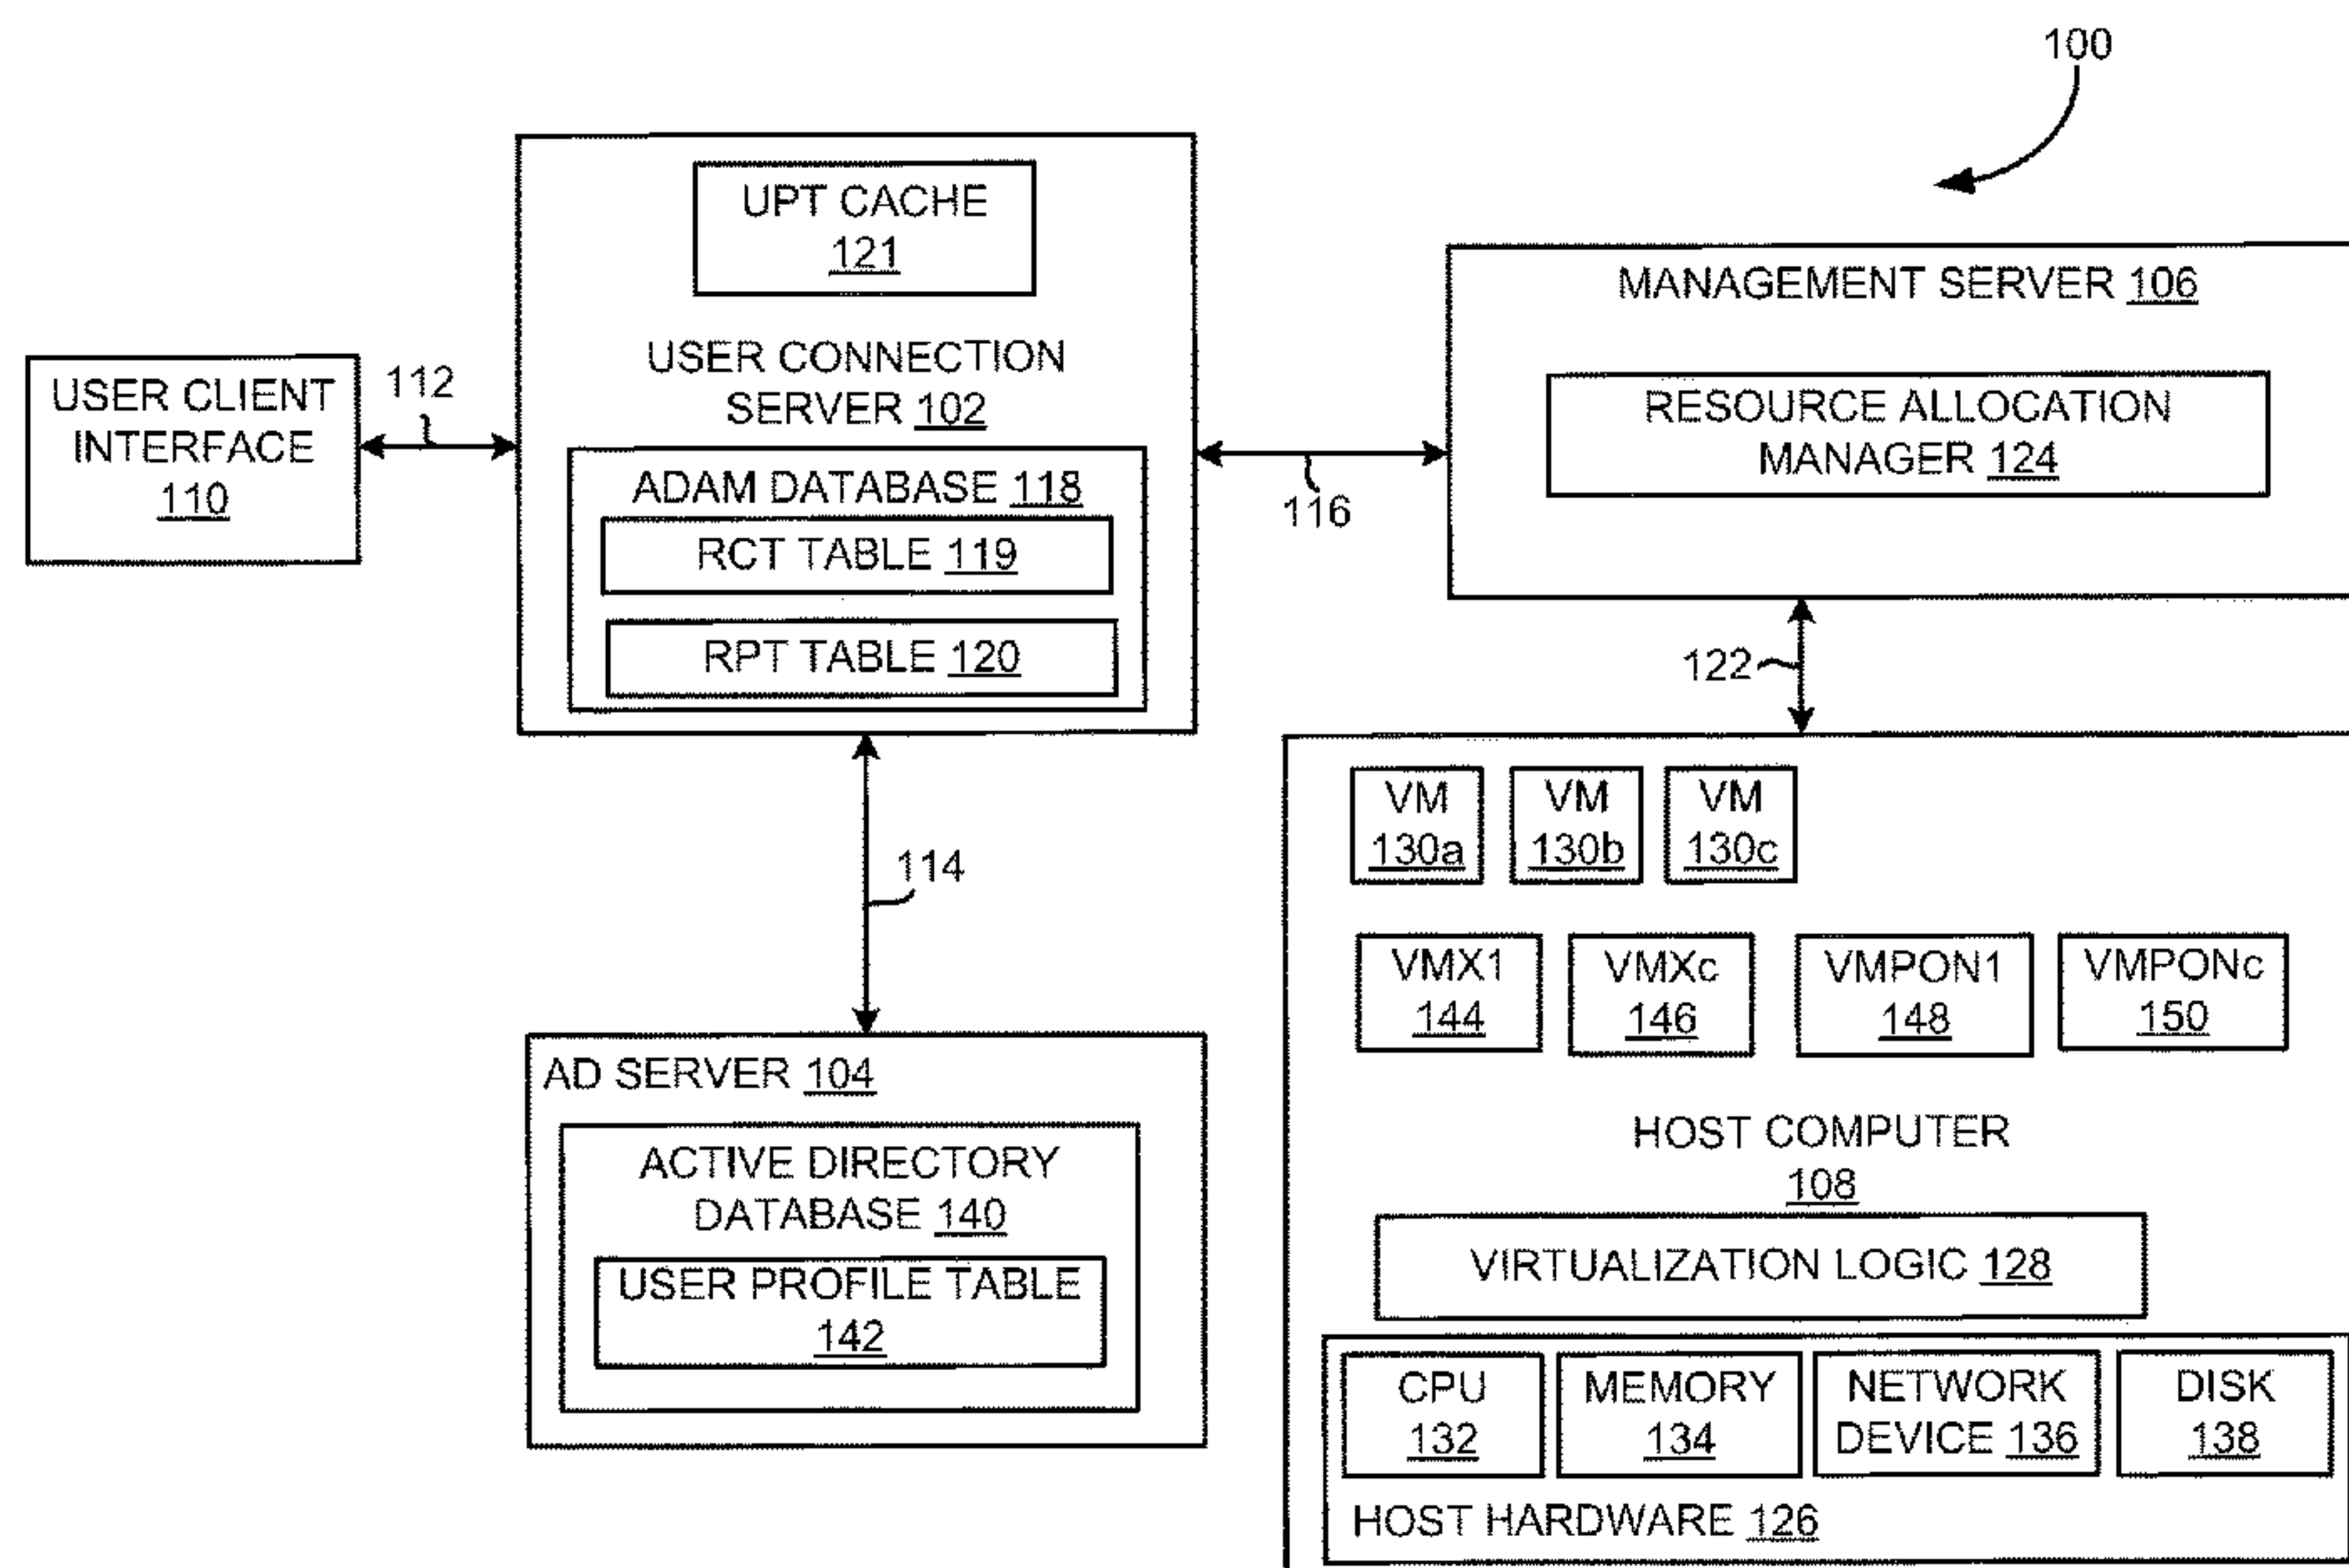 100
UPT CACHE
121
USER CONNECTION
SERVER 102
ADAM DATABASE 118
RCT TABLE 119
RPT TABLE 120
USER CLIENT
INTERFACE
110
112
116
MANAGEMENT SERVER 106
RESOURCE ALLOCATION
MANAGER 124
122
114
AD SERVER 104
ACTIVE DIRECTORY
DATABASE 140
USER PROFILE TABLE
142
VM
130a
VM
130b
VM
130c
VMX1
144
VMXc
146
VMPON1
148
VMPONc
150
HOST COMPUTER
108
VIRTUALIZATION LOGIC 128
CPU
132
MEMORY
134
NETWORK
DEVICE 136
DISK
138
HOST HARDWARE 126